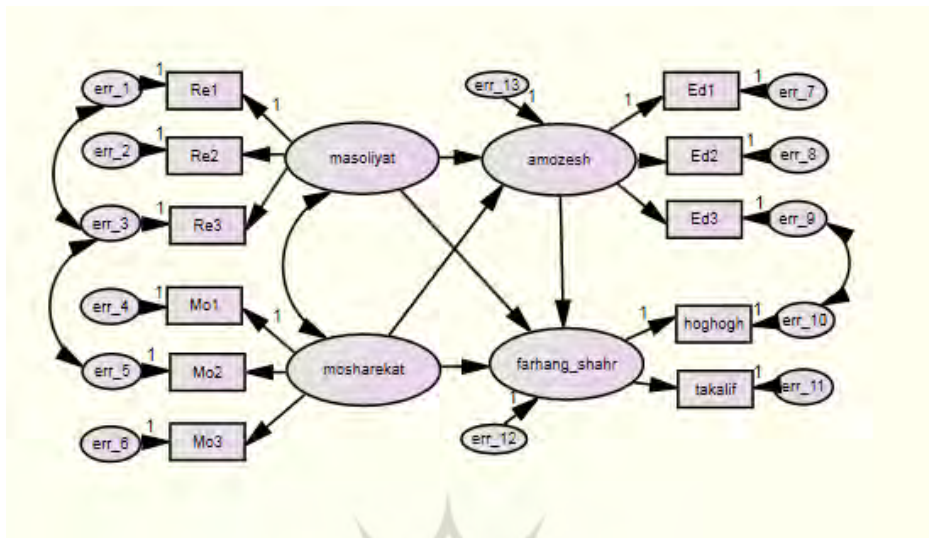 err_1 1 Re1 1
err_2 1 Re2
err_3 1 Re3
err_4 1 Mo1 1
err_5 1 Mo2
err_6 1 Mo3
masoliyat
mosharekat
err_13 1
amozesh
1 Ed1 1 err_7
Ed2 1 err_8
Ed3 1 err_9
farhang_shahr
err_12 1
1 hoghogh 1 err_10
takalif 1 err_11